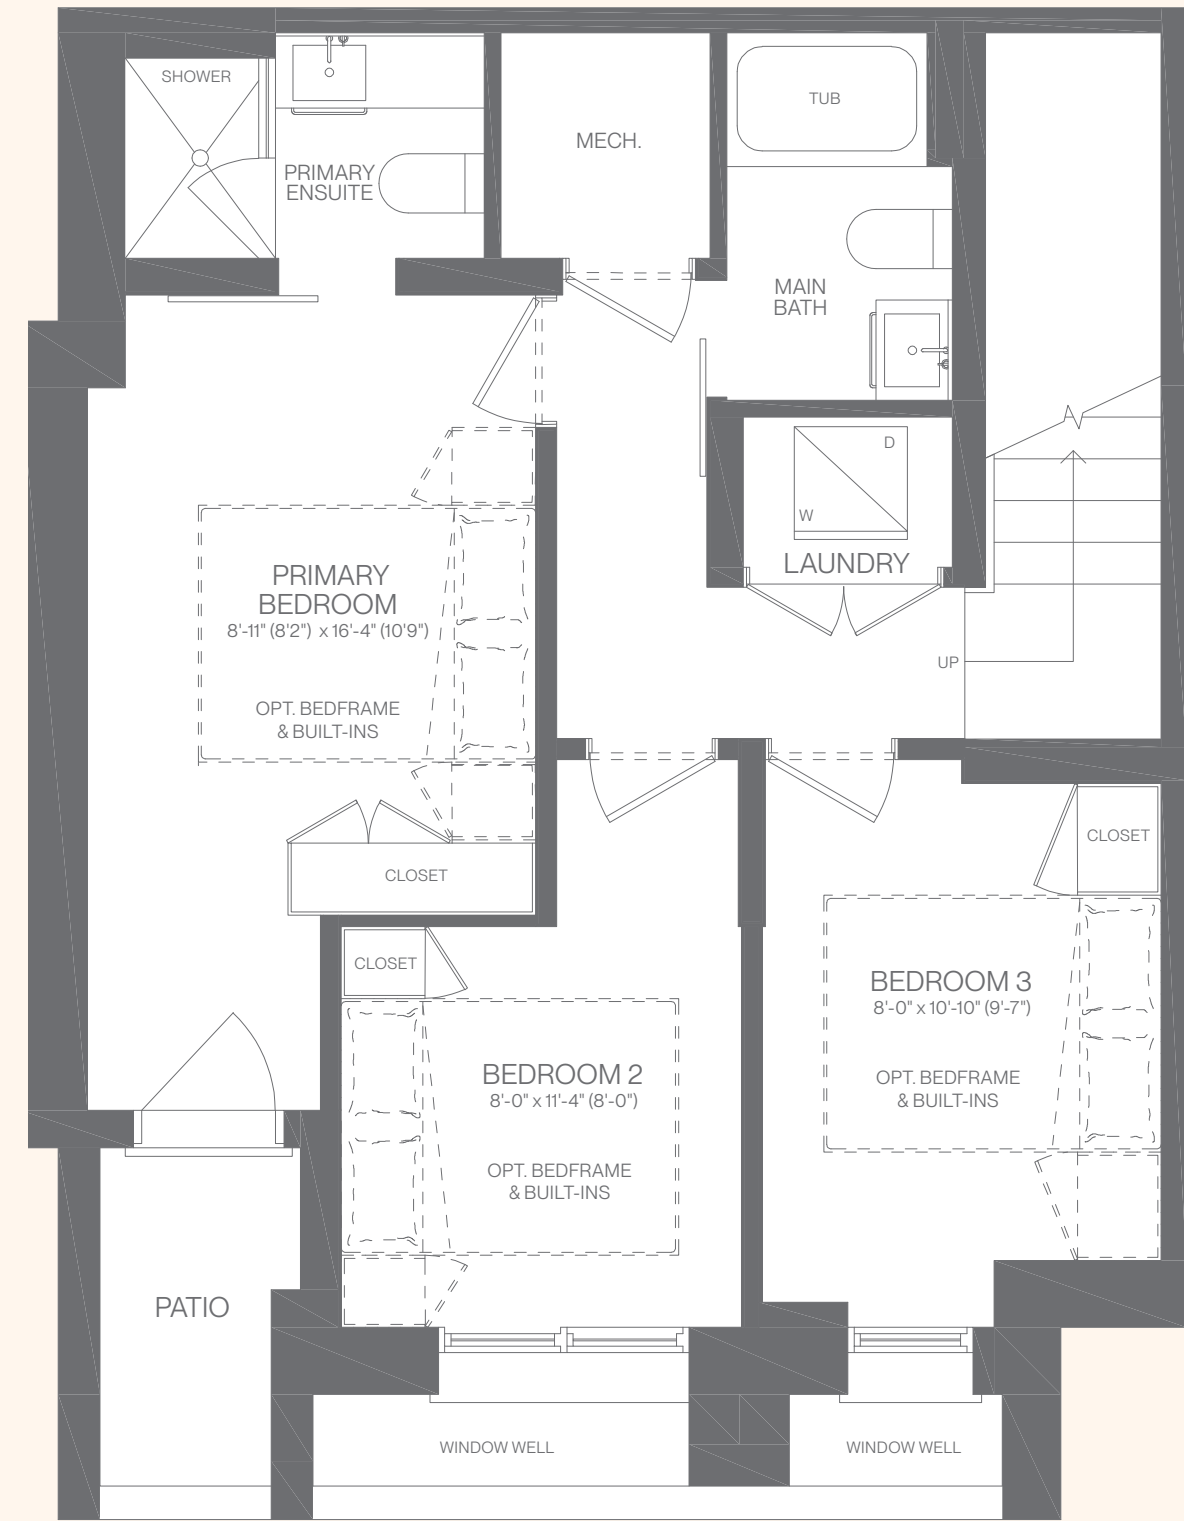 SHOWER
TUB
MECH.
PRIMARY
ENSUITE
MAIN
BATH
D
W
LAUNDRY
PRIMARY
BEDROOM
8'-11" (8'2") x 16'-4" (10'9")
UP
OPT. BEDFRAME
& BUILT-INS
CLOSET
CLOSET
CLOSET
BEDROOM 3
8'-0" x 10'-10" (9'-7")
BEDROOM 2
8'-0" x 11'-4" (8'-0")
OPT. BEDFRAME
& BUILT-INS
OPT. BEDFRAME
& BUILT-INS
PATIO
WINDOW WELL
WINDOW WELL